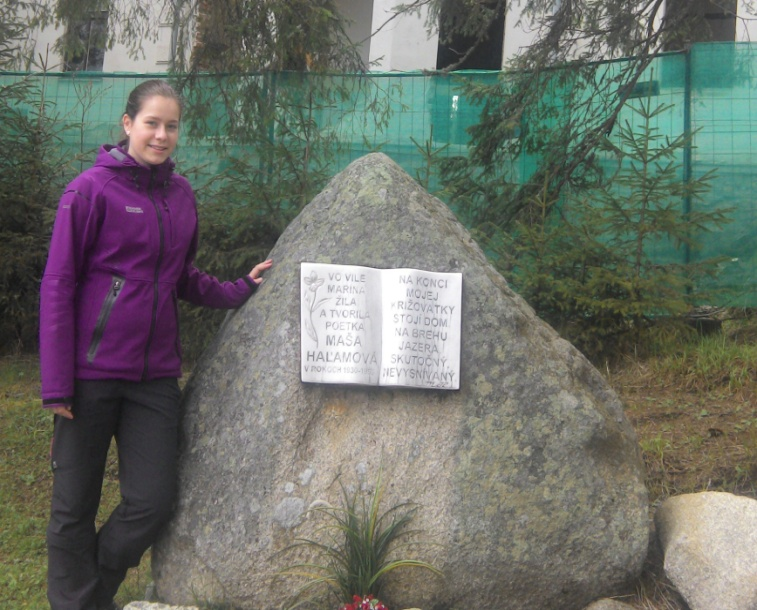 VO VILE
MARÍNA
ŽILA
A TVORILA
POETKA
MAŠA
HAĽAMOVÁ
V ROKOCH
NA KONCI
MOJEJ
KRIŽOVATKY
STOJÍ DOM
NA BREHU
JAZERA
SKUTOČNÝ,
NEVYSNÍVANÝ